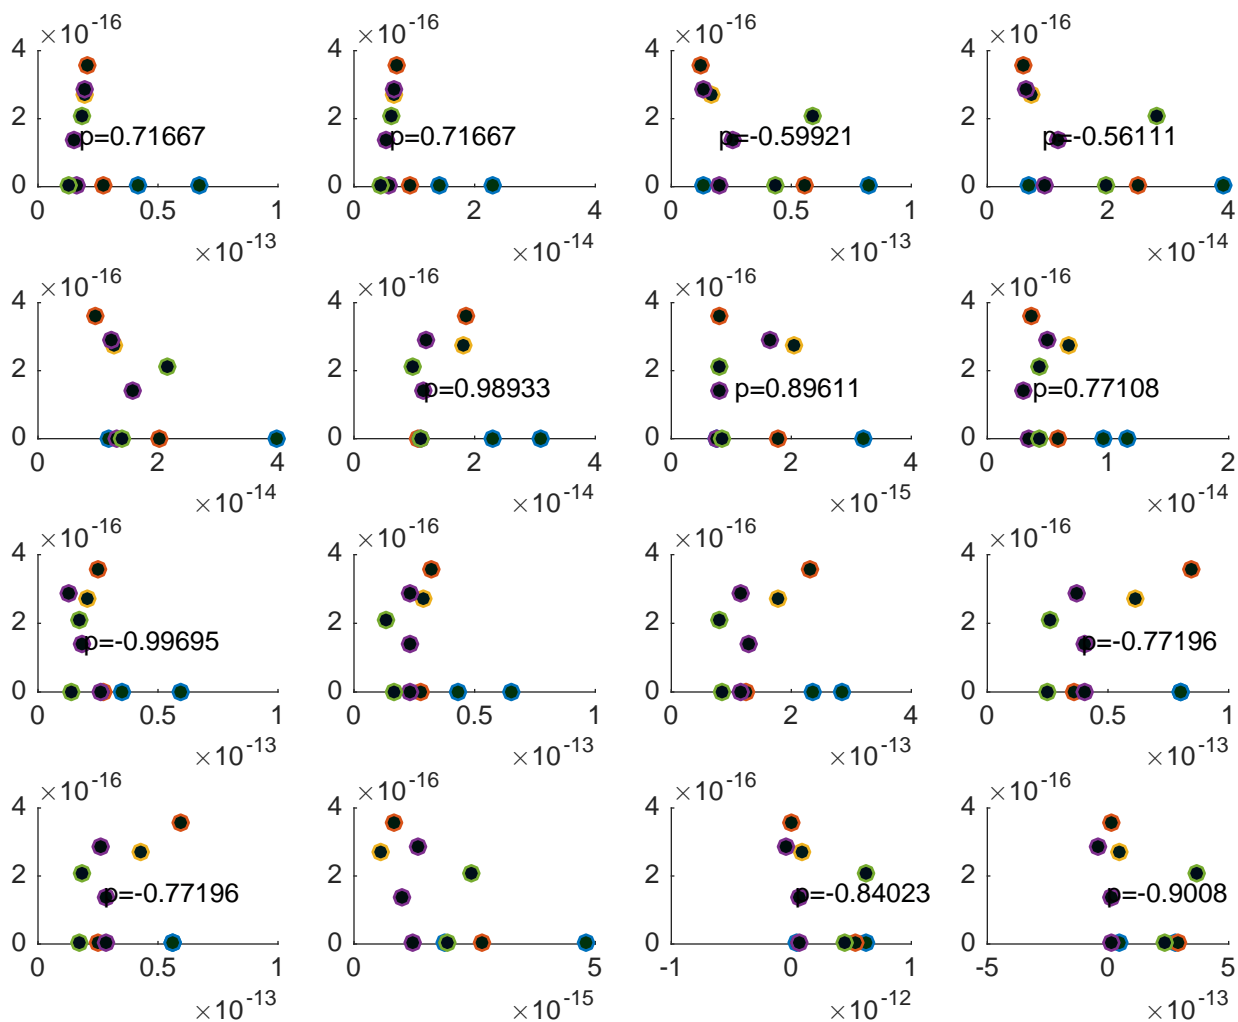 ×10-16 ×10-16 ×10-16 ×10-16
4 4 4 4
2 2 2 2
p=0.71667 p=0.71667 p=-0.59921 p=-0.56111
0 0 0 0
0 0.5 1 0 2 4 0 0.5 1 0 2 4
×10-13 ×10-14 ×10-13 ×10-14
×10-16 ×10-16 ×10-16 ×10-16
4 4 4 4
2 2 2 2
p=0.98933 p=0.89611 p=0.77108
0 0 0 0
0 2 4 0 2 4 0 2 4 0 1 2
×10-14 ×10-14 ×10-15 ×10-14
×10-16 ×10-16 ×10-16 ×10-16
4 4 4 4
2 2 2 2
p=-0.99695 p=-0.77196
0 0 0 0
0 0.5 1 0 0.5 1 0 2 4 0 0.5 1
×10-13 ×10-13 ×10-13 ×10-13
×10-16 ×10-16 ×10-16 ×10-16
4 4 4 4
2 2 2 2
p=-0.77196 p=-0.84023 p=-0.9008
0 0 0 0
0 0.5 1 0 5 -1 0 1 -5 0 5
×10-13 ×10-15 ×10-12 ×10-13